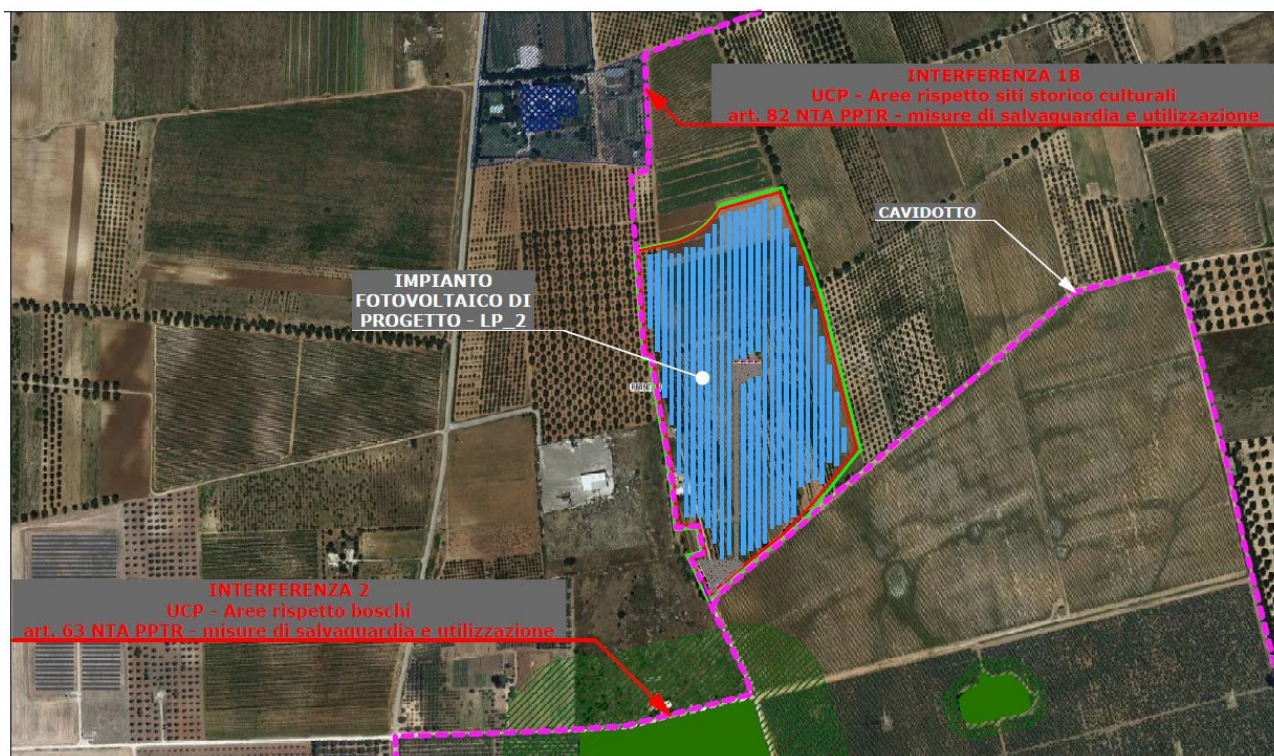 INTERFERENZA 1B
UCP - Aree rispetto siti storico culturali
art. 82 NTA PPTR - misure di salvaguardia e utilizzazione
CAVIDOTTO
IMPIANTO
FOTOVOLTAICO DI
PROGETTO - LP_2
INTERFERENZA 2
UCP - Aree rispetto boschi
art. 63 NTA PPTR - misure di salvaguardia e utilizzazione